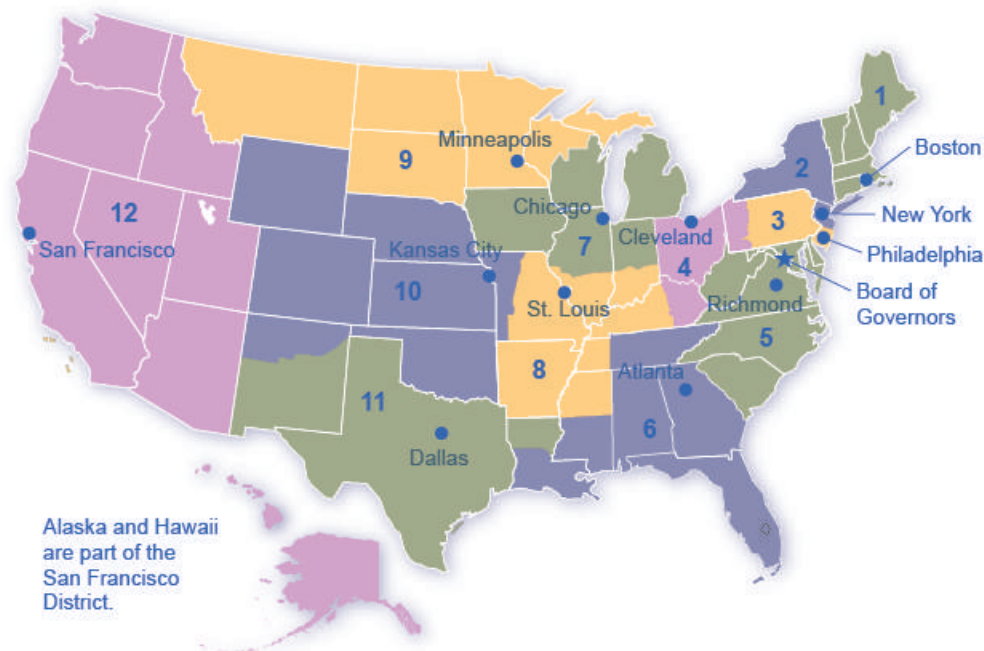 1
Boston
2
Minneapolis
9
New York
12
Chicago
3
San Francisco
7
Cleveland
Philadelphia
Kansas City
4
10
St. Louis
Richmond
Board of
Governors
5
8
Atlanta
11
6
Dallas
Alaska and Hawaii
are part of the
San Francisco
District.